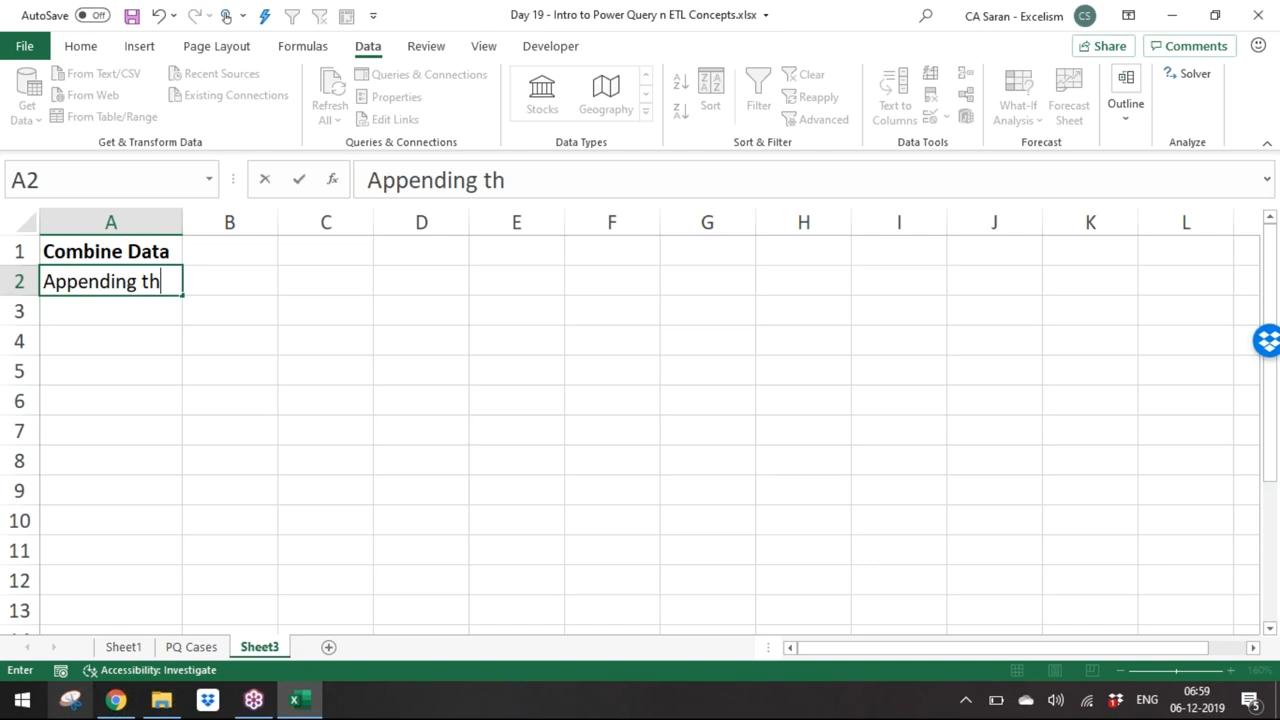 AutoSave Off Day 19 - Intro to Power Query n ETL Concepts.xlsx CA Saran - Excelism CS
File Home Insert Page Layout Formulas Data Review View Developer Share Comments
Get Data
From Text/CSV
From Web
From Table/Range
Recent Sources
Existing Connections
Get & Transform Data
Refresh All
Queries & Connections
Properties
Edit Links
Queries & Connections
Stocks Geography
Data Types
Sort Filter
Clear
Reapply
Advanced
Sort & Filter
Text to Columns
Data Tools
What-If Analysis
Forecast Sheet
Forecast
Outline
Solver
Analyze
A2 fx Appending th
A B C D E F G H I J K L
1 Combine Data
2 Appending th
3
4
5
6
7
8
9
10
11
12
13
Sheet1 PQ Cases Sheet3
Enter Accessibility: Investigate 160%
ENG 06:59
06-12-2019
5